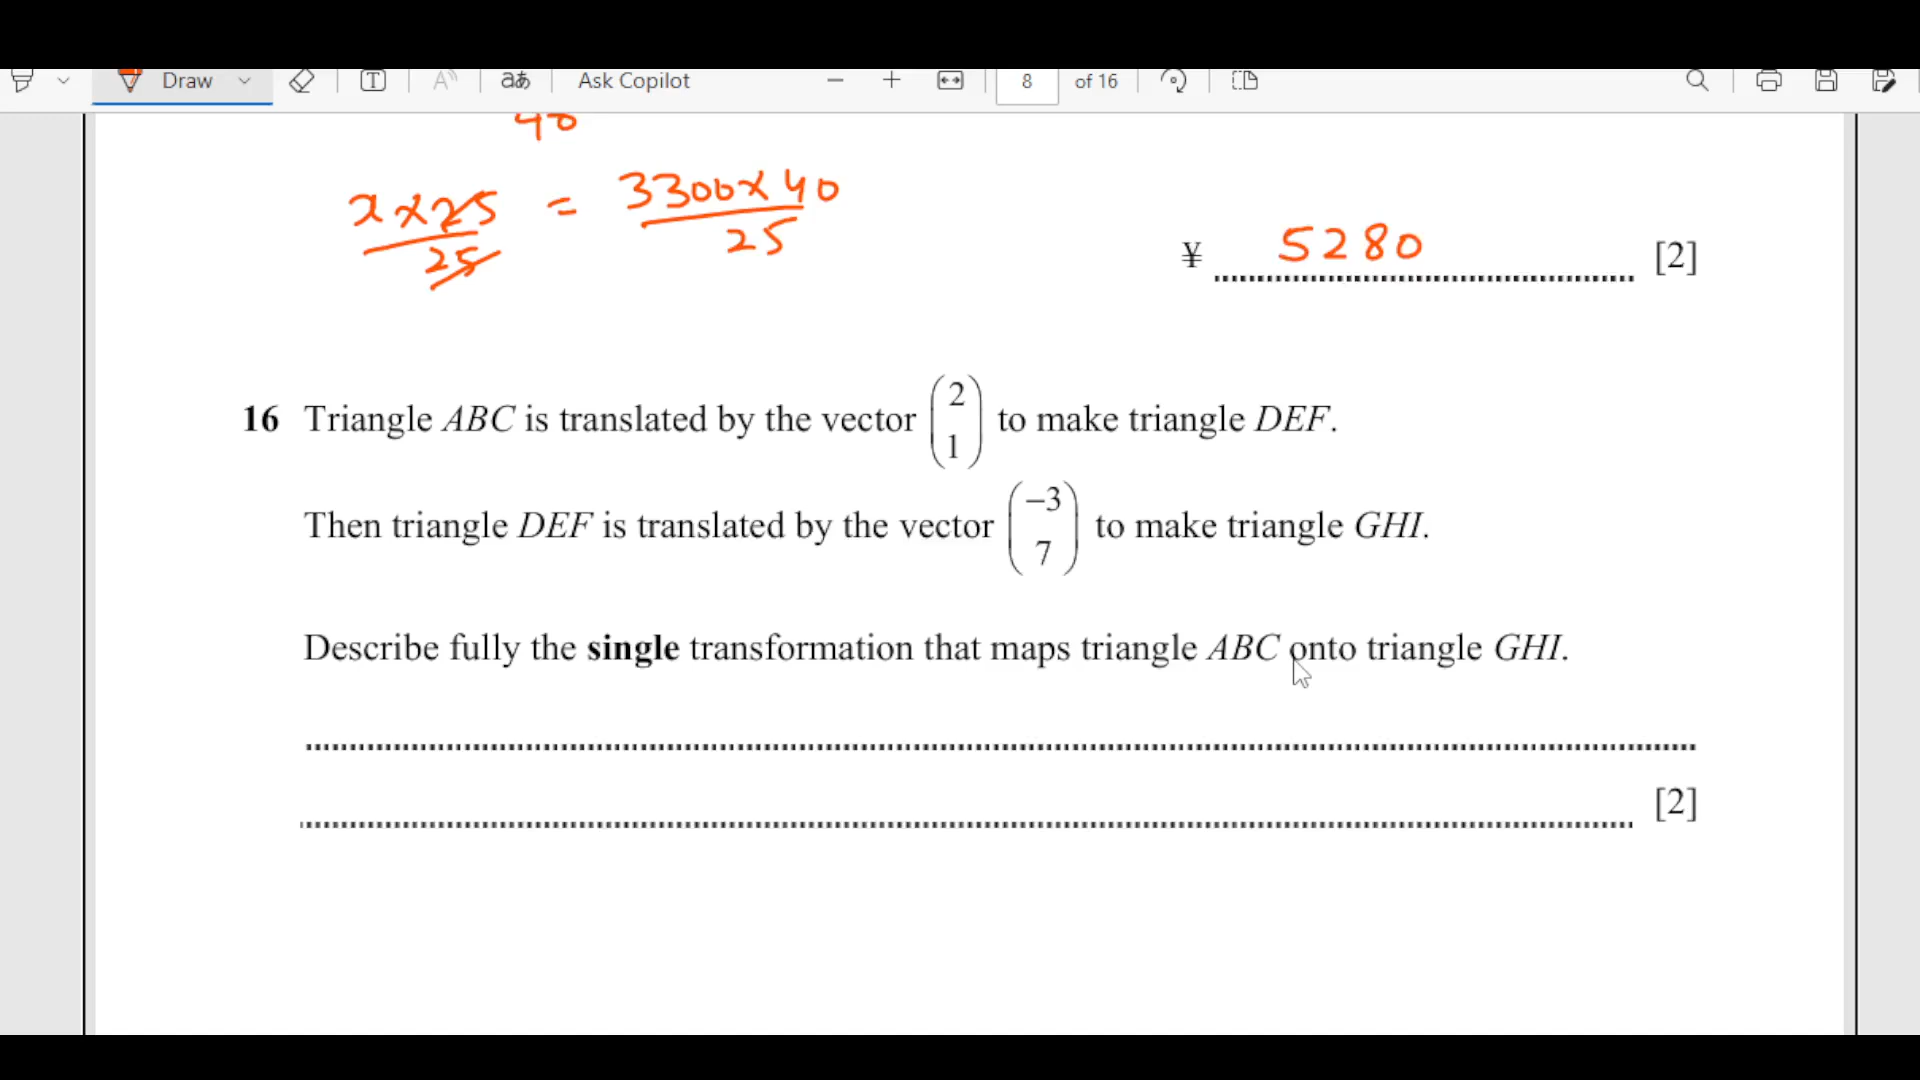 Draw
Ask Copilot
8 of 16
40
x × 25 = 3300 × 40
25 25
¥ 5280 [2]
16 Triangle ABC is translated by the vector (2 1) to make triangle DEF.
Then triangle DEF is translated by the vector (−3 7) to make triangle GHI.
Describe fully the single transformation that maps triangle ABC onto triangle GHI.
[2]